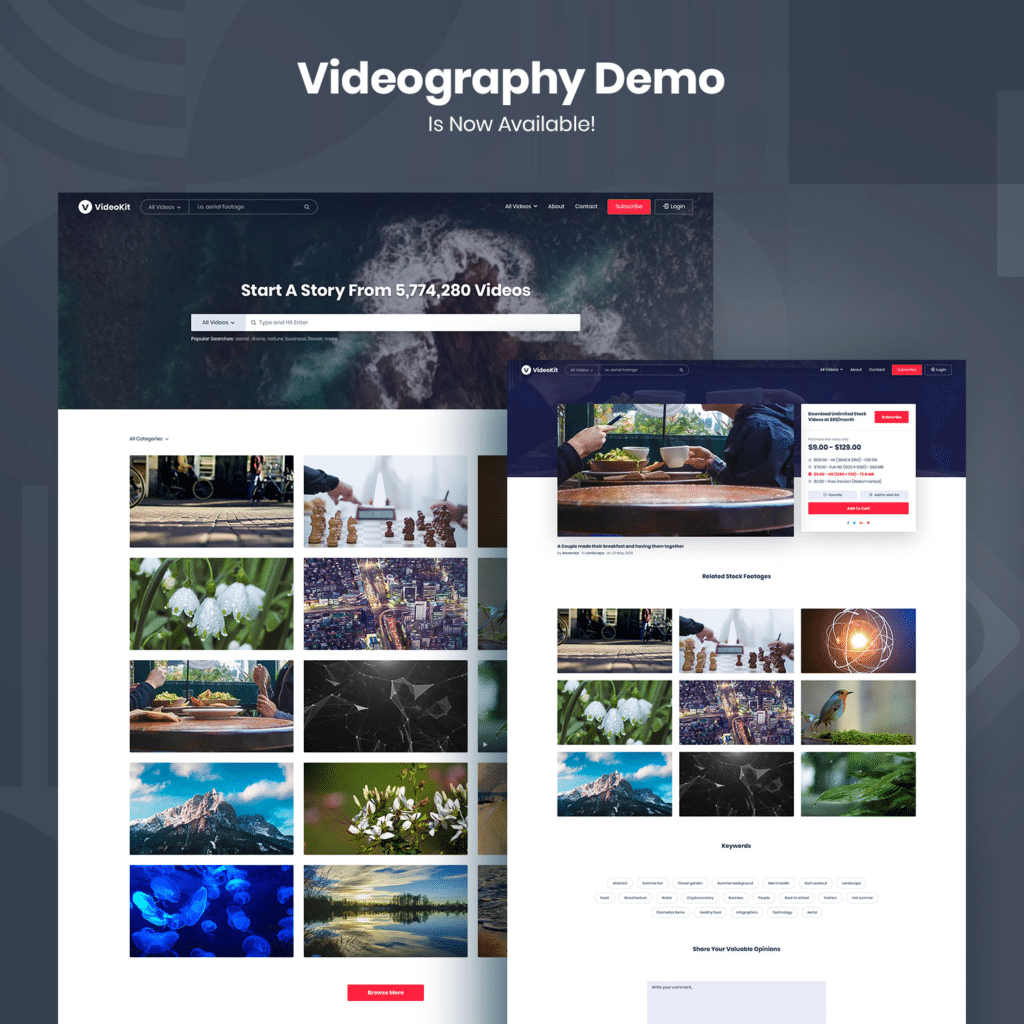 Videography Demo
Is Now Available!
VideoKit
All Videos
i.e. aerial footage
All Videos
About
Contact
Subscribe
Login
Start A Story From 5,774,280 Videos
All Videos
Type and Hit Enter
Popular Searches: aerial, drone, nature, business, flower, more
All Categories
Browse More
VideoKit
All Videos
i.e. aerial footage
All Videos
About
Contact
Subscribe
Login
Download Unlimited Stock
Videos at $99/month
Subscribe
Purchase this video only
$9.00 - $129.00
Favorite
Add to wish list
Add To Cart
A Couple made their breakfast and having them together
Related Stock Footages
Keywords
Abstract
Summer fun
Flower garden
Summer background
Men's health
Gym workout
Landscape
Food
Wood texture
Water
Cryptocurrency
Business
People
Back to school
Fashion
Hot summer
Cosmetics items
Healthy food
Infographics
Technology
Aerial
Share Your Valuable Opinions
Write your comment..